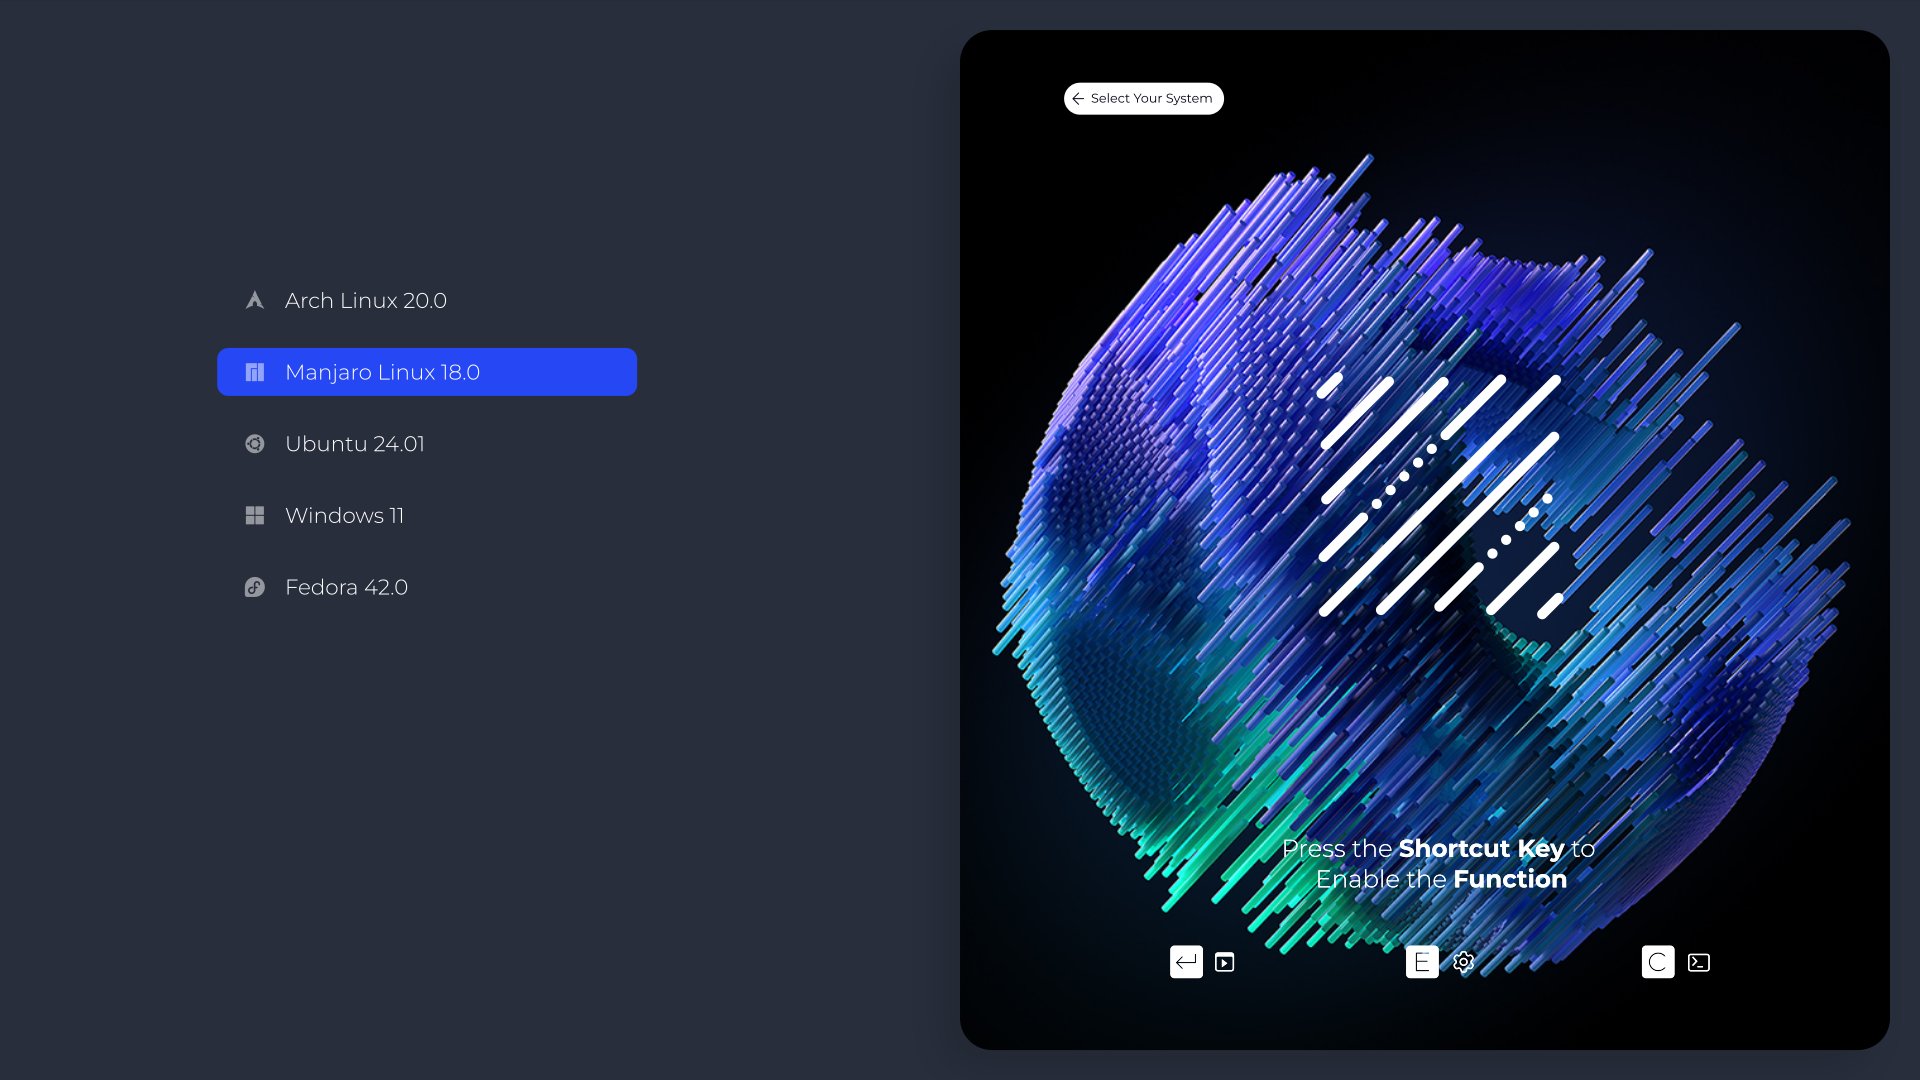 Select Your System
Arch Linux 20.0
Manjaro Linux 18.0
Ubuntu 24.01
Windows 11
Fedora 42.0
Press the Shortcut Key to
Enable the Function
E
C